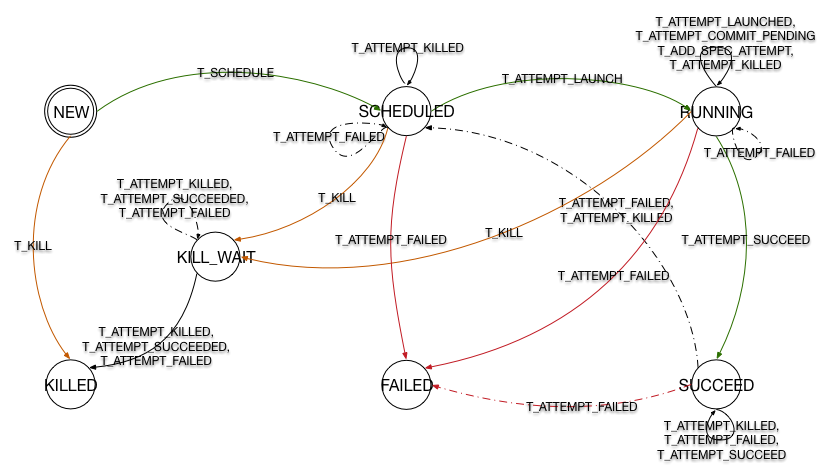 T_ATTEMPT_LAUNCHED,
T_ATTEMPT_COMMIT_PENDING
T_ADD_SPEC_ATTEMPT,
T_ATTEMPT_KILLED
T_ATTEMPT_KILLED
T_SCHEDULE
T_ATTEMPT_LAUNCH
NEW
SCHEDULED
RUNNING
T_ATTEMPT_FAILED
T_ATTEMPT_FAILED
T_ATTEMPT_KILLED,
T_ATTEMPT_SUCCEEDED,
T_ATTEMPT_FAILED
T_KILL
T_ATTEMPT_FAILED,
T_ATTEMPT_KILLED
T_KILL
T_KILL
T_ATTEMPT_FAILED
T_ATTEMPT_SUCCEED
KILL_WAIT
T_ATTEMPT_FAILED
T_ATTEMPT_KILLED,
T_ATTEMPT_SUCCEEDED,
T_ATTEMPT_FAILED
KILLED
FAILED
SUCCEED
T_ATTEMPT_FAILED
T_ATTEMPT_KILLED,
T_ATTEMPT_FAILED,
T_ATTEMPT_SUCCEED